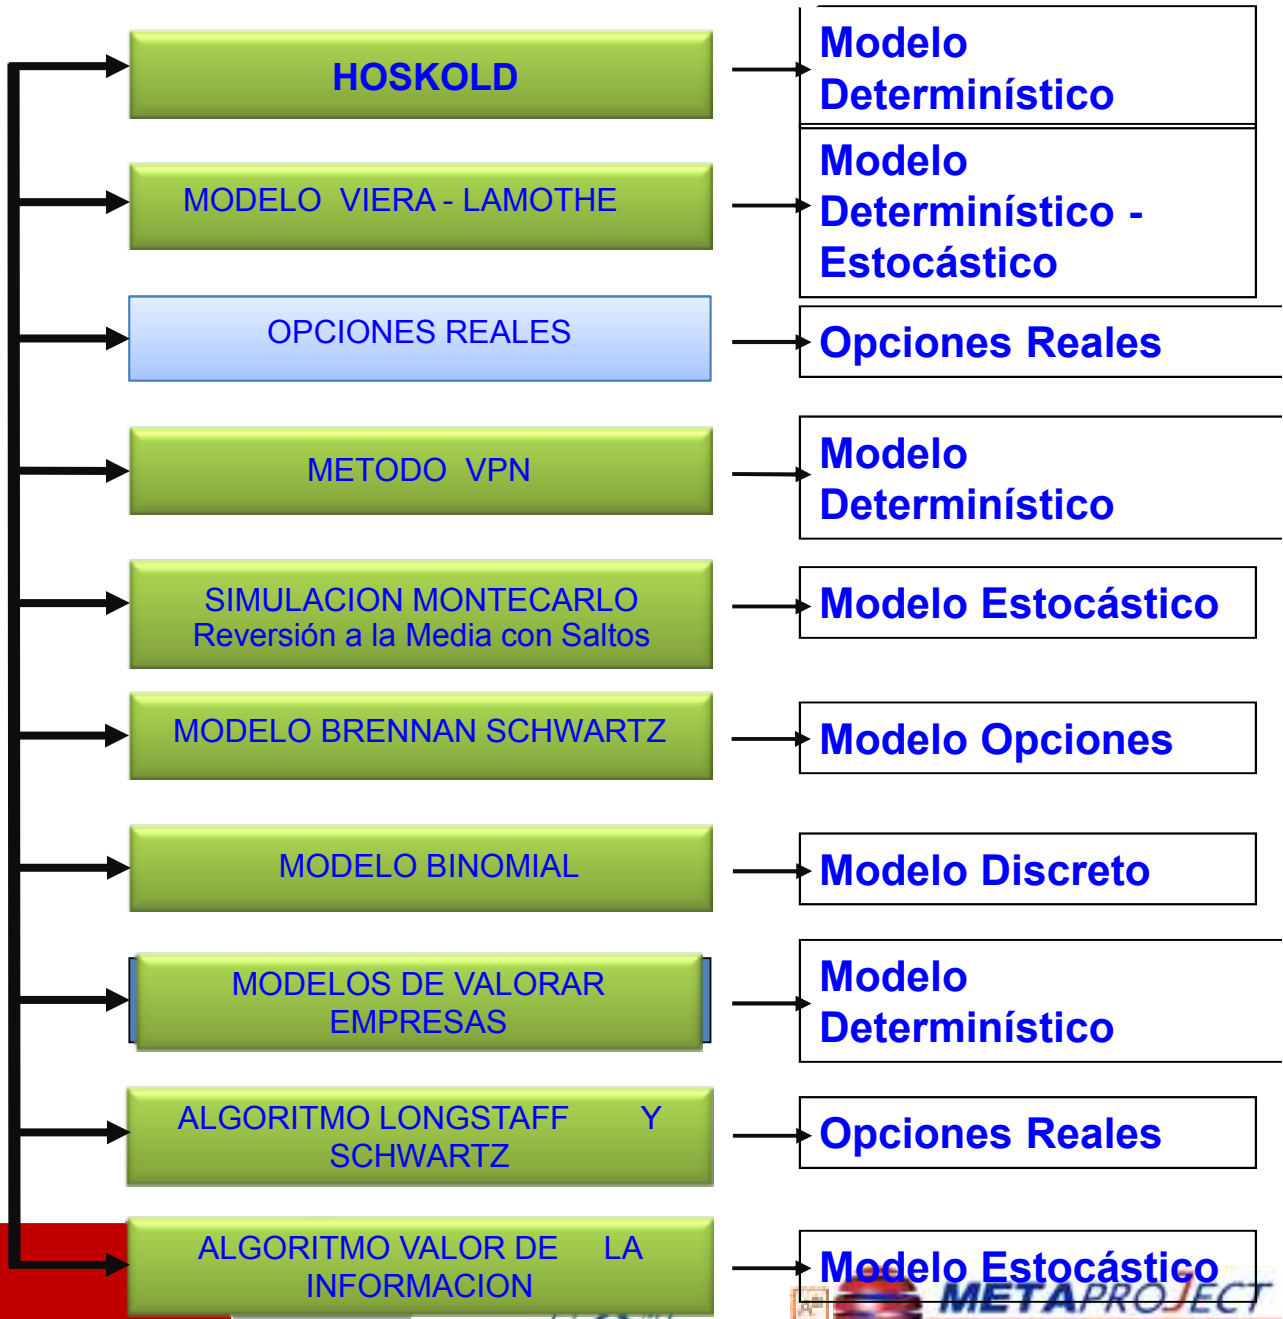 HOSKOLD
Modelo
Determinístico
MODELO VIERA - LAMOTHE
Modelo
Determinístico -
Estocástico
OPCIONES REALES
Opciones Reales
METODO VPN
Modelo
Determinístico
SIMULACION MONTECARLO
Reversión a la Media con Saltos
Modelo Estocástico
MODELO BRENNAN SCHWARTZ
Modelo Opciones
MODELO BINOMIAL
Modelo Discreto
MODELOS DE VALORAR
EMPRESAS
Modelo
Determinístico
ALGORITMO LONGSTAFF Y
SCHWARTZ
Opciones Reales
ALGORITMO VALOR DE LA
INFORMACION
Modelo Estocástico
METAPROJECT